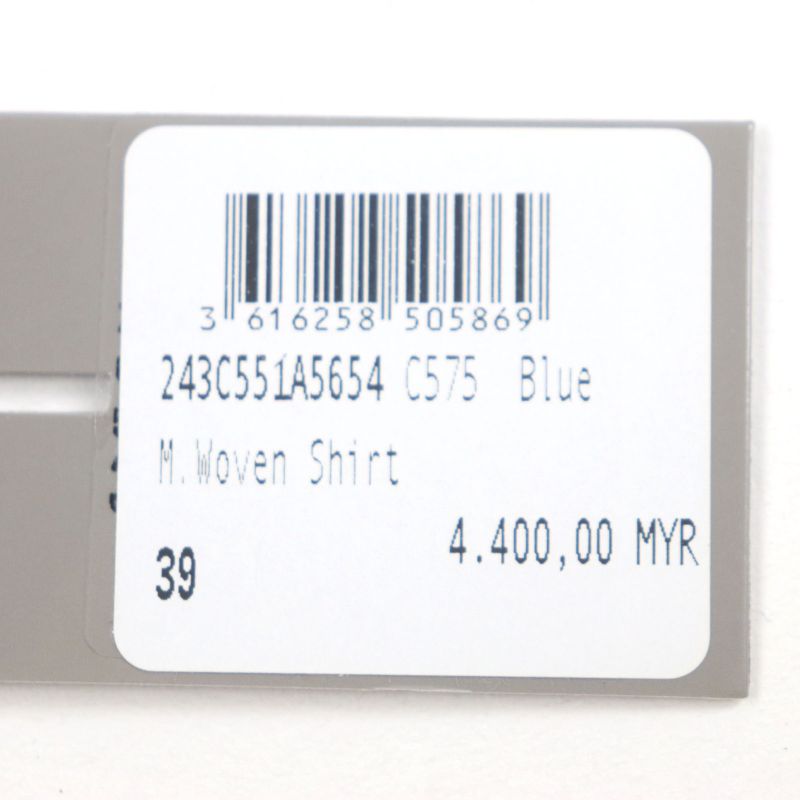 3 616258 505869
243C551A5654 C575 Blue
M.Woven Shirt
4.400,00 MYR
39